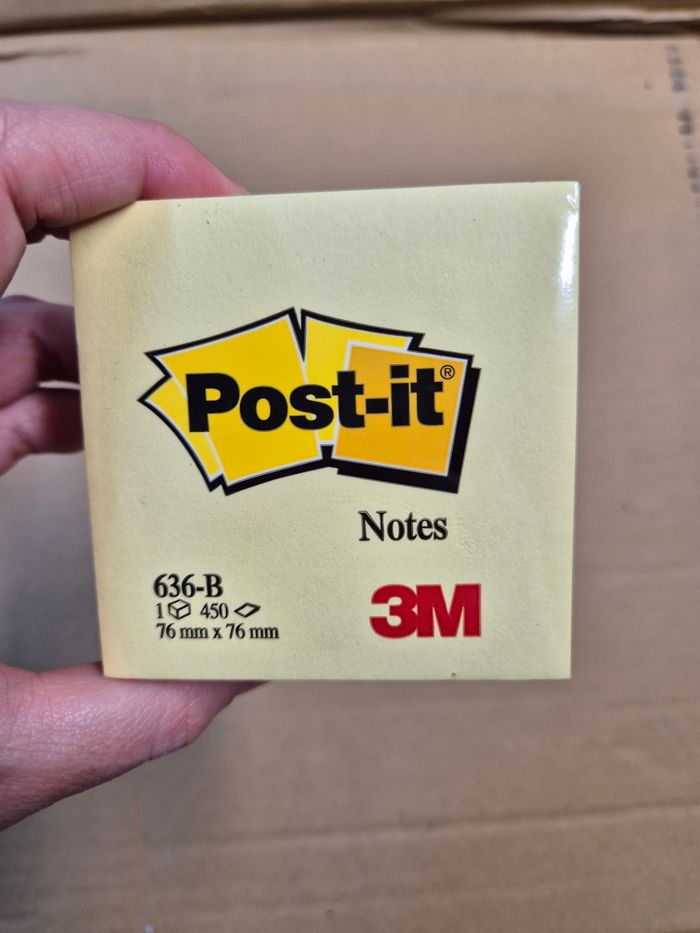 Post-it®
Notes
636-B
1 450
76 mm x 76 mm
3M